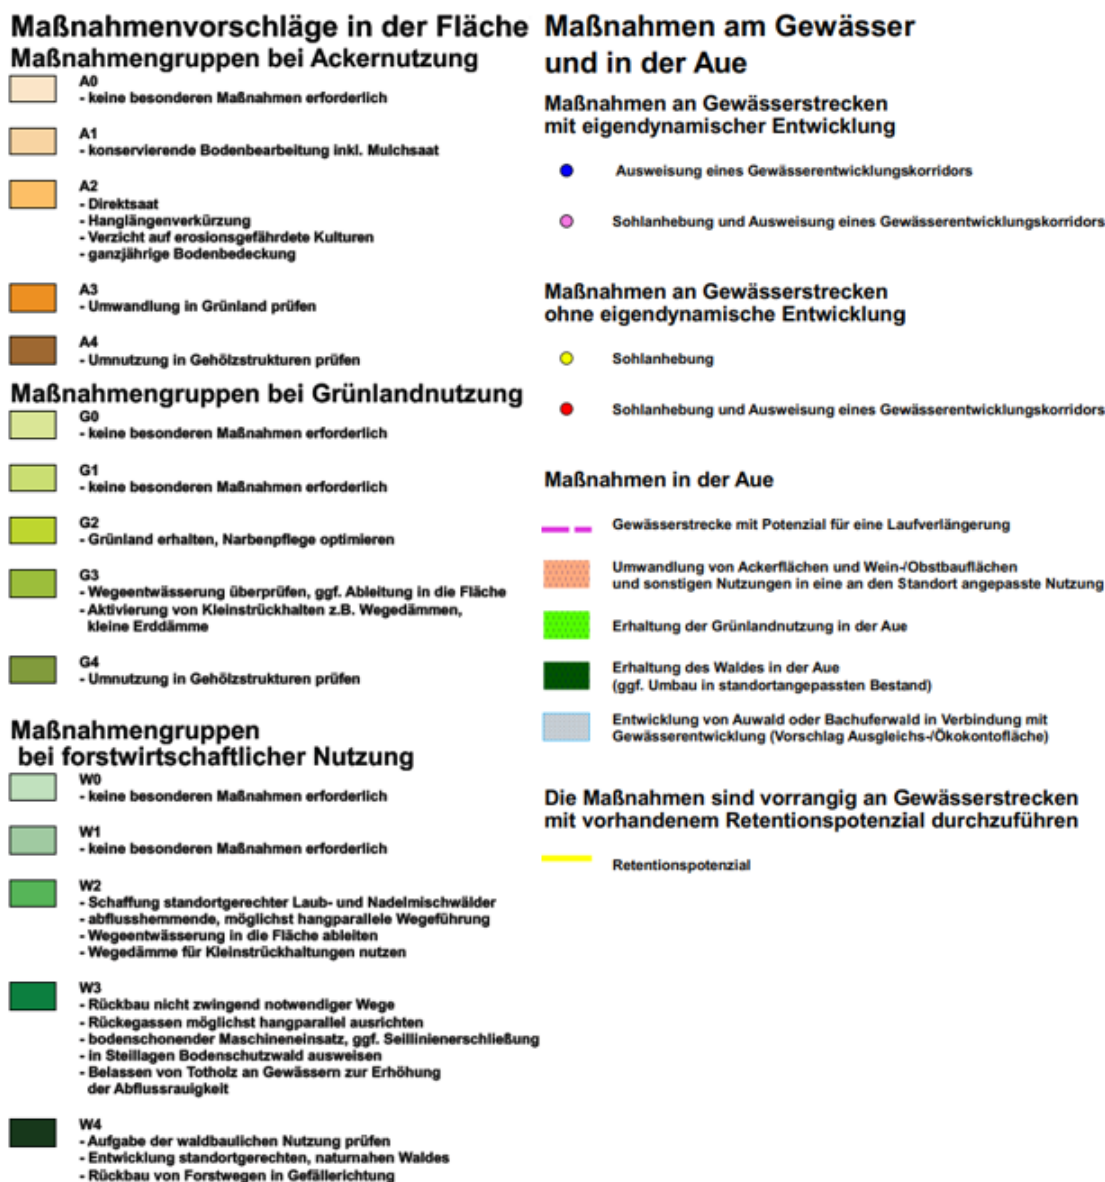 Maßnahmenvorschläge in der Fläche
Maßnahmengruppen bei Ackernutzung
A0
- keine besonderen Maßnahmen erforderlich
A1
- konservierende Bodenbearbeitung inkl. Mulchsaat
A2
- Direktsaat
- Hanglängenverkürzung
- Verzicht auf erosionsgefährdete Kulturen
- ganzjährige Bodenbedeckung
A3
- Umwandlung in Grünland prüfen
A4
- Umnutzung in Gehölzstrukturen prüfen
Maßnahmengruppen bei Grünlandnutzung
G0
- keine besonderen Maßnahmen erforderlich
G1
- keine besonderen Maßnahmen erforderlich
G2
- Grünland erhalten, Narbenpflege optimieren
G3
- Wegeentwässerung überprüfen, ggf. Ableitung in die Fläche
- Aktivierung von Kleinstrückhalten z.B. Wegedämmen,
kleine Erddämme
G4
- Umnutzung in Gehölzstrukturen prüfen
Maßnahmengruppen
bei forstwirtschaftlicher Nutzung
W0
- keine besonderen Maßnahmen erforderlich
W1
- keine besonderen Maßnahmen erforderlich
W2
- Schaffung standortgerechter Laub- und Nadelmischwälder
- abflusshemmende, möglichst hangparallele Wegeführung
- Wegeentwässerung in die Fläche ableiten
- Wegedämme für Kleinstrückhaltungen nutzen
W3
- Rückbau nicht zwingend notwendiger Wege
- Rückegassen möglichst hangparallel ausrichten
- bodenschonender Maschineneinsatz, ggf. Seillinienerschließung
- in Steillagen Bodenschutzwald ausweisen
- Belassen von Totholz an Gewässern zur Erhöhung
der Abflussrauigkeit
W4
- Aufgabe der waldbaulichen Nutzung prüfen
- Entwicklung standortgerechten, naturnahen Waldes
- Rückbau von Forstwegen in Gefällerichtung
Maßnahmen am Gewässer
und in der Aue
Maßnahmen an Gewässerstrecken
mit eigendynamischer Entwicklung
Ausweisung eines Gewässerentwicklungskorridors
Sohlanhebung und Ausweisung eines Gewässerentwicklungskorridors
Maßnahmen an Gewässerstrecken
ohne eigendynamische Entwicklung
Sohlanhebung
Sohlanhebung und Ausweisung eines Gewässerentwicklungskorridors
Maßnahmen in der Aue
Gewässerstrecke mit Potenzial für eine Laufverlängerung
Umwandlung von Ackerflächen und Wein-/Obstbauflächen
und sonstigen Nutzungen in eine an den Standort angepasste Nutzung
Erhaltung der Grünlandnutzung in der Aue
Erhaltung des Waldes in der Aue
(ggf. Umbau in standortangepassten Bestand)
Entwicklung von Auwald oder Bachuferwald in Verbindung mit
Gewässerentwicklung (Vorschlag Ausgleichs-/Ökokontofläche)
Die Maßnahmen sind vorrangig an Gewässerstrecken
mit vorhandenem Retentionspotenzial durchzuführen
Retentionspotenzial